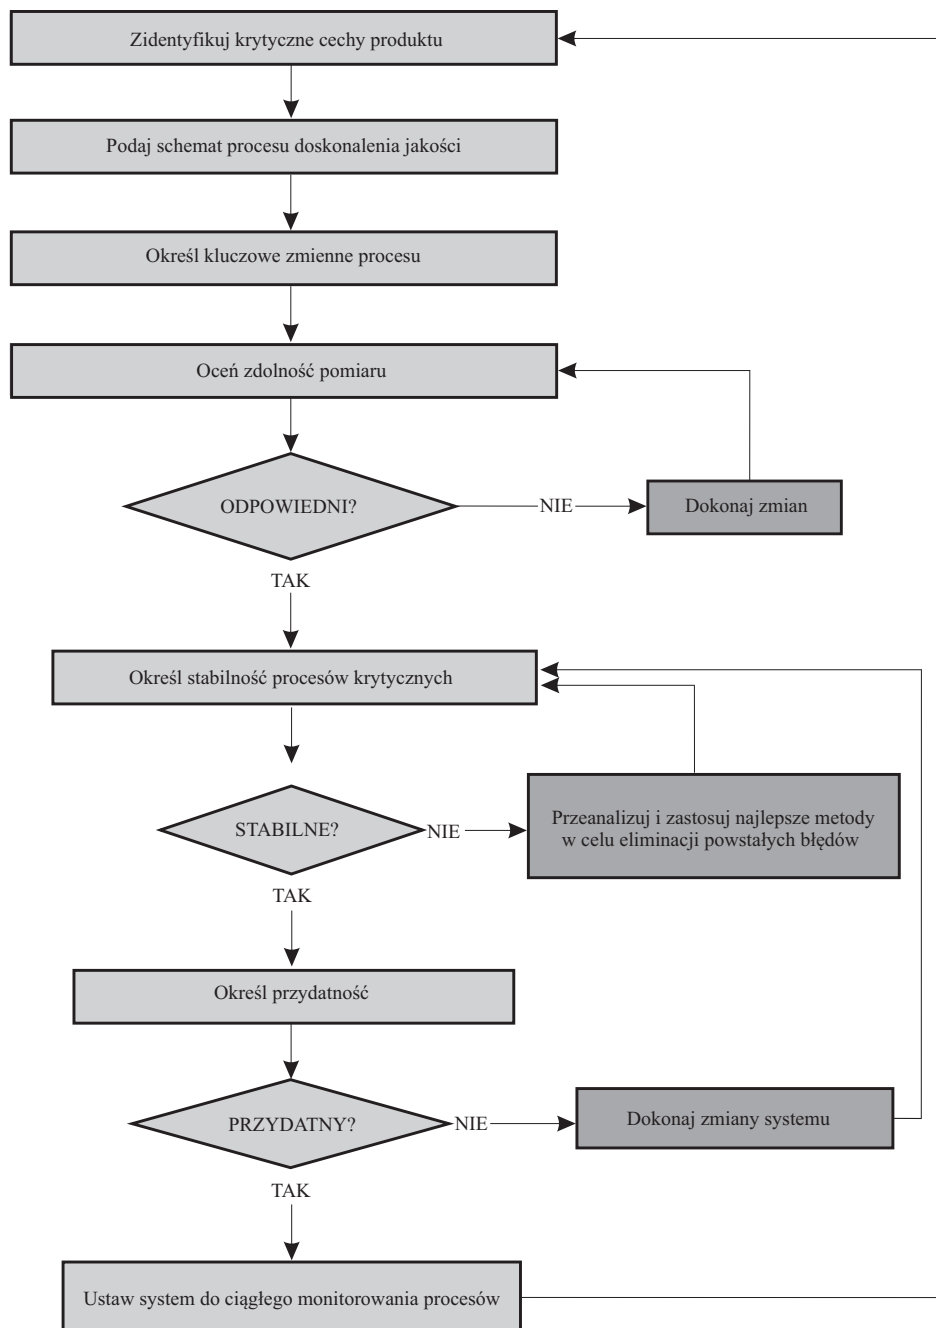 Zidentyfikuj krytyczne cechy produktu
Podaj schemat procesu doskonalenia jakości
Określ kluczowe zmienne procesu
Oceń zdolność pomiaru
ODPOWIEDNI?
NIE
Dokonaj zmian
TAK
Określ stabilność procesów krytycznych
STABILNE?
NIE
Przeanalizuj i zastosuj najlepsze metody
w celu eliminacji powstałych błędów
TAK
Określ przydatność
PRZYDATNY?
NIE
Dokonaj zmiany systemu
TAK
Ustaw system do ciągłego monitorowania procesów